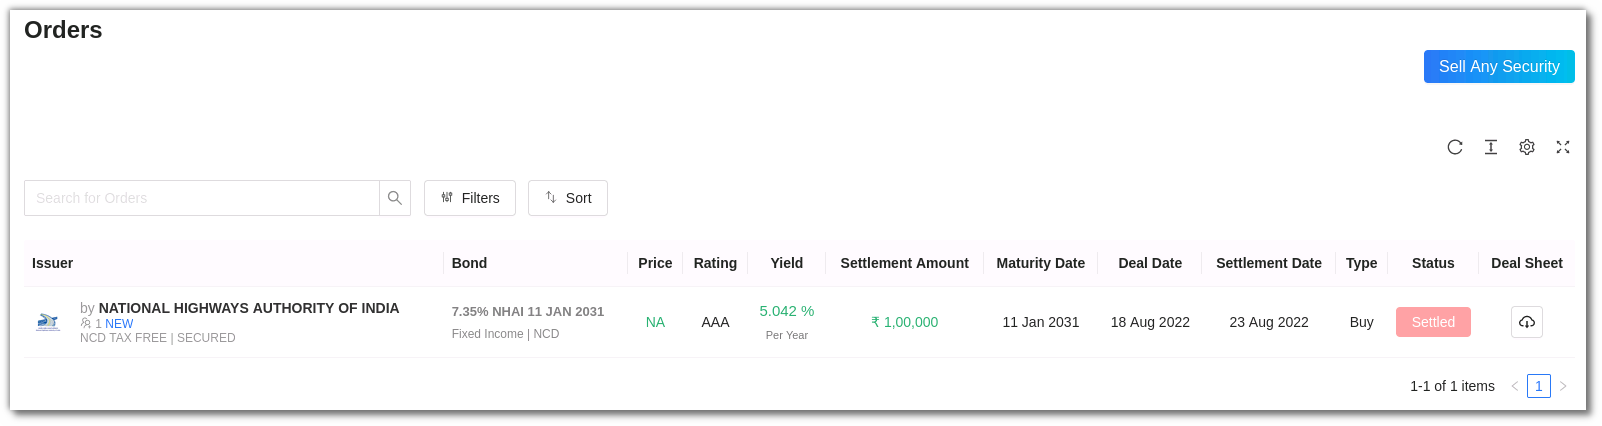 Orders
Sell Any Security
Search for Orders
Filters
Sort
Issuer Bond Price Rating Yield Settlement Amount Maturity Date Deal Date Settlement Date Type Status Deal Sheet
by NATIONAL HIGHWAYS AUTHORITY OF INDIA
1 NEW
NCD TAX FREE | SECURED
7.35% NHAI 11 JAN 2031
Fixed Income | NCD
NA
AAA
5.042 %
Per Year
₹ 1,00,000
11 Jan 2031
18 Aug 2022
23 Aug 2022
Buy
Settled
1-1 of 1 items
1